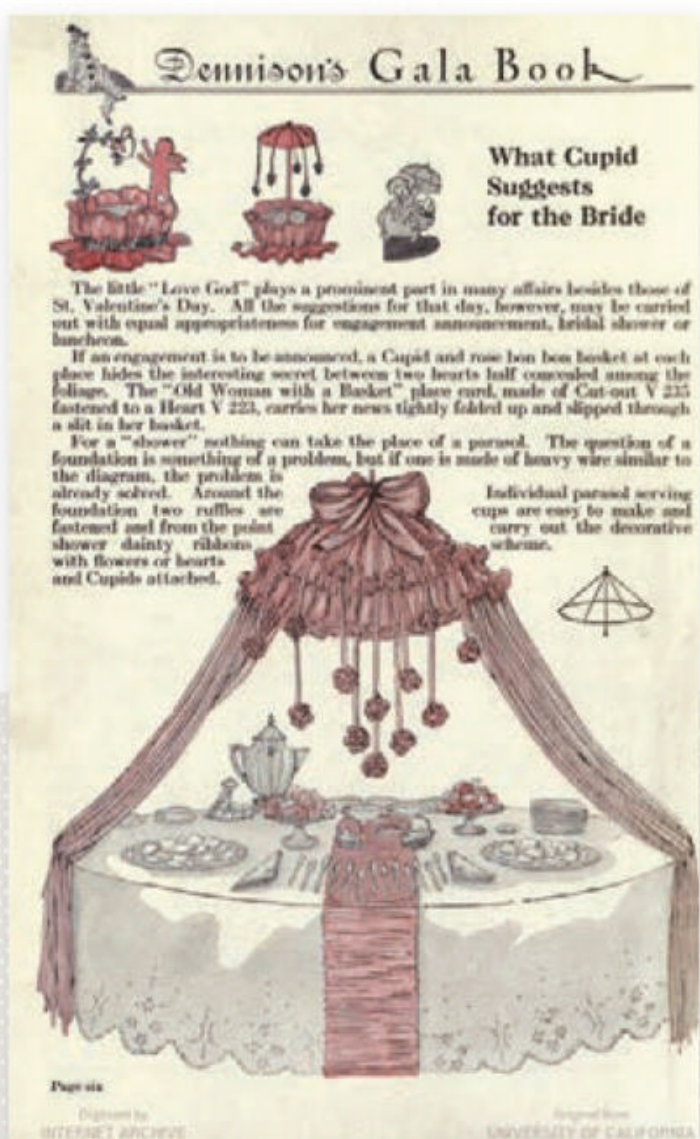 Dennison's Gala Book
What Cupid
Suggests
for the Bride
The little "Love God" plays a prominent part in many affairs besides those of
St. Valentine's Day. All the suggestions for that day, however, may be carried
out with equal appropriateness for engagement announcement, bridal shower or
luncheon.
If an engagement is to be announced, a Cupid and rose bon bon basket at each
place hides the interesting secret between two hearts half concealed among the
foliage. The "Old Woman with a Basket" place card, made of Cut-out V 235
fastened to a Heart V 223, carries her news tightly folded up and slipped through
a slit in her basket.
For a "shower" nothing can take the place of a parasol. The question of a
foundation is something of a problem, but if one is made of heavy wire similar to
the diagram, the problem is
already solved. Around the
foundation two ruffles are
fastened and from the point
shower dainty ribbons
with flowers or hearts
and Cupids attached.
Individual parasol serving
cups are easy to make and
carry out the decorative
scheme.
Page six
Digitized by
INTERNET ARCHIVE
Original from
UNIVERSITY OF CALIFORNIA